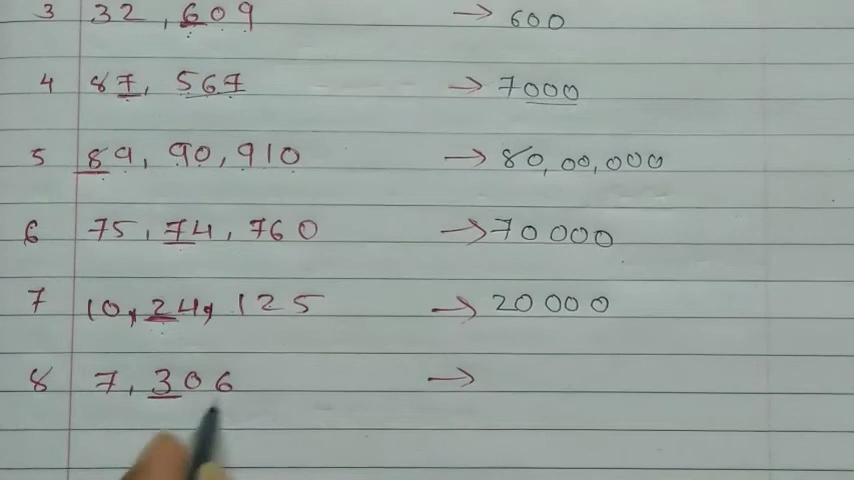 3 32,609 → 600
4 87,567 → 7000
5 89,90,910 → 80,00,000
6 75,74,760 → 70000
7 10,24,125 → 20000
8 7,306 →